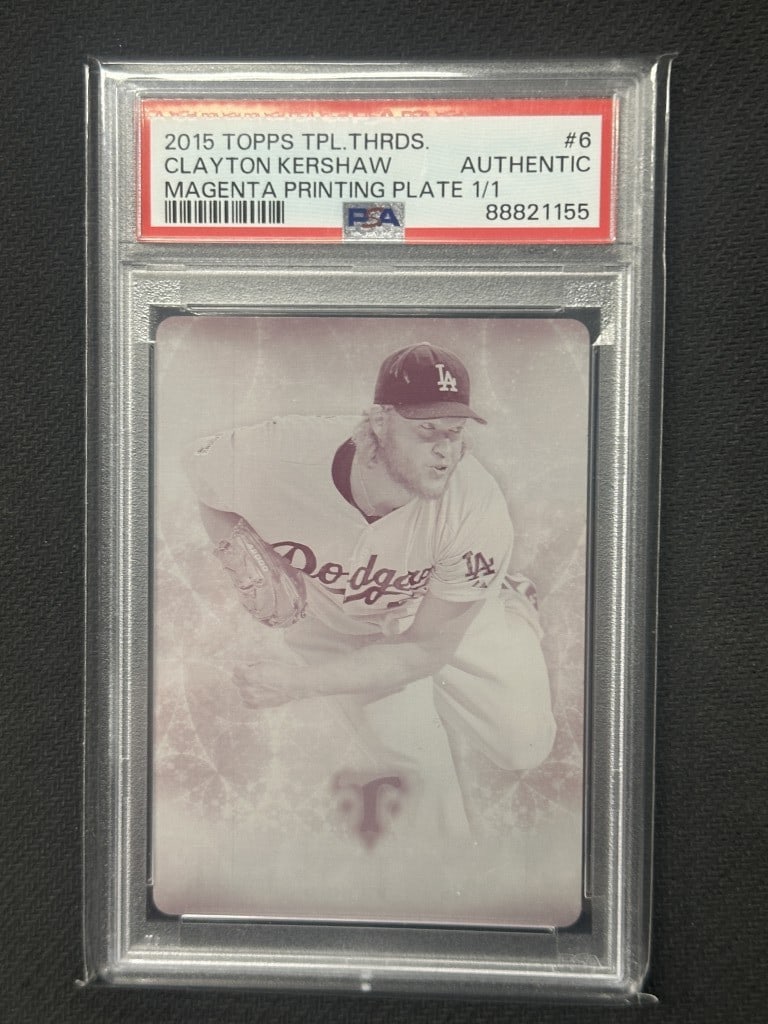 2015 TOPPS TPL.THRDS. #6
CLAYTON KERSHAW AUTHENTIC
MAGENTA PRINTING PLATE 1/1
PSA 88821155
LA
Dodgers
LA
T